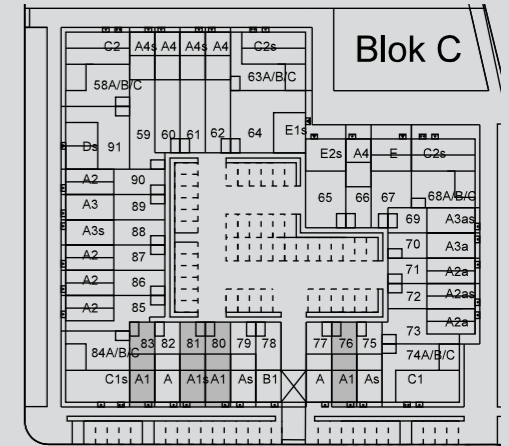 Blok C
C2 A4s A4 A4s A4 C2s
58A/B/C 63A/B/C
59 60 61 62 64 E1s
Ds 91 E2s A4 E C2s
A2 90
65 66 67 68A/B/C
A3 89
69 A3as
A3s 88
70 A3a
A2 87
71 A2a
A2 86
72 A2as
A2 85
73 A2a
84A/B/C 83 82 81 80 79 78 77 76 75 74A/B/C
C1s A1 A A1s A1 As B1 A A1 As C1